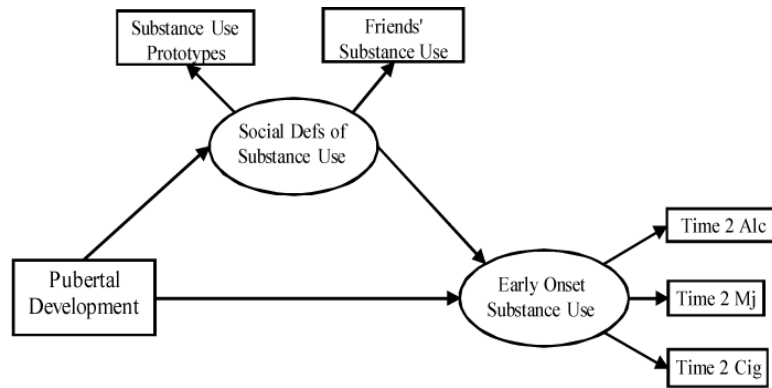 Substance Use
Prototypes
Friends'
Substance Use
Social Defs of
Substance Use
Pubertal
Development
Early Onset
Substance Use
Time 2 Alc
Time 2 Mj
Time 2 Cig